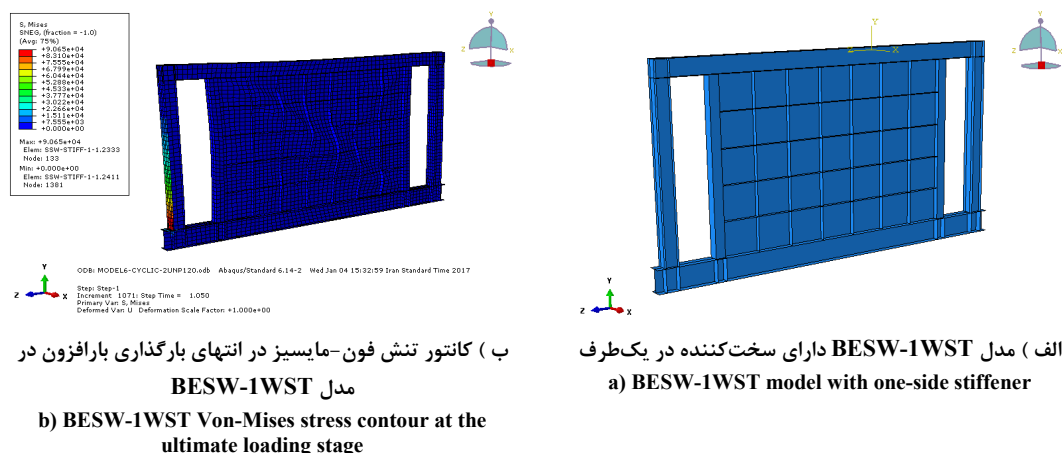 S, Mises
SNEG, (fraction = -1.0)
(Avg: 75%)
+9.065e+04
+8.310e+04
+7.555e+04
+6.799e+04
+6.044e+04
+5.288e+04
+4.533e+04
+3.777e+04
+3.022e+04
+2.266e+04
+1.511e+04
+7.555e+03
+0.000e+00
Max: +9.065e+04
Elem: SSW-STIFF-1-1.2333
Node: 133
Min: +0.000e+00
Elem: SSW-STIFF-1-1.2411
Node: 1381
Y
Z X
Y
Z X
ODB: MODEL6-CYCLIC-2UNP120.odb Abaqus/Standard 6.14-2 Wed Jan 04 15:32:59 Iran Standard Time 2017
Step: Step-1
Increment 1071: Step Time = 1.050
Primary Var: S, Mises
Deformed Var: U Deformation Scale Factor: +1.000e+00
Y
Z X
Y
X
Y
Z X
الف ) مدل BESW-1WST دارای سخت‌کننده در یک‌طرف
a) BESW-1WST model with one-side stiffener
ب ) کانتور تنش فون-مایسیز در انتهای بارگذاری بارافزون در
مدل BESW-1WST
b) BESW-1WST Von-Mises stress contour at the
ultimate loading stage